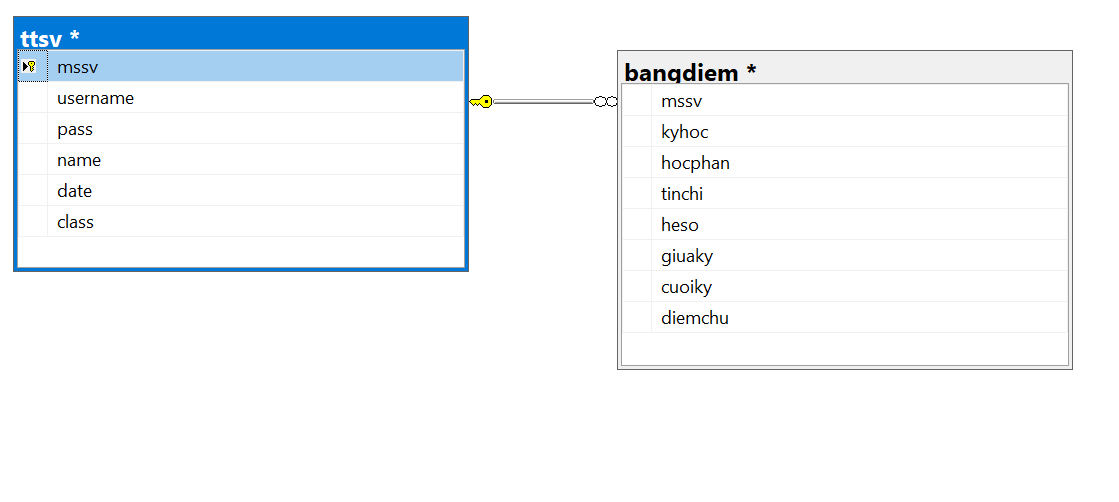 ttsv *
mssv
username
pass
name
date
class
bangdiem *
mssv
kyhoc
hocphan
tinchi
heso
giuaky
cuoiky
diemchu